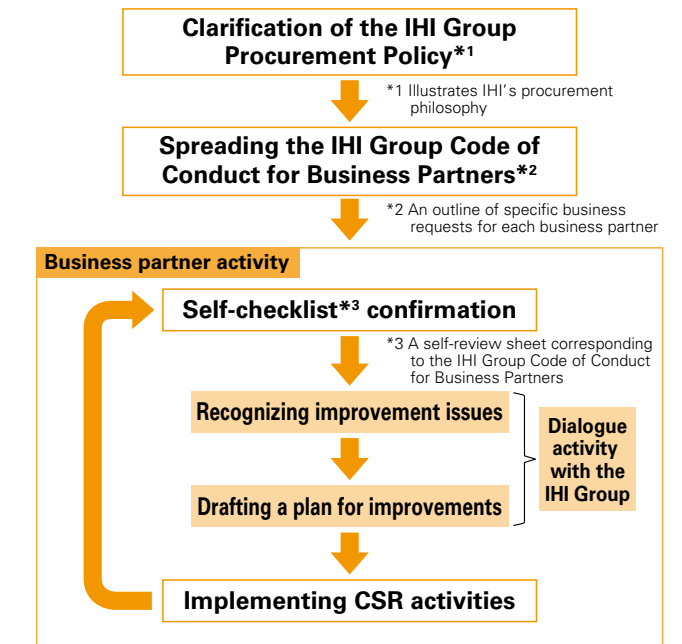 Clarification of the IHI Group
Procurement Policy*1
*1 Illustrates IHI's procurement
philosophy
Spreading the IHI Group Code of
Conduct for Business Partners*2
*2 An outline of specific business
requests for each business partner
Business partner activity
Self-checklist*3 confirmation
*3 A self-review sheet corresponding
to the IHI Group Code of Conduct
for Business Partners
Recognizing improvement issues
Drafting a plan for improvements
Dialogue
activity
with the
IHI Group
Implementing CSR activities